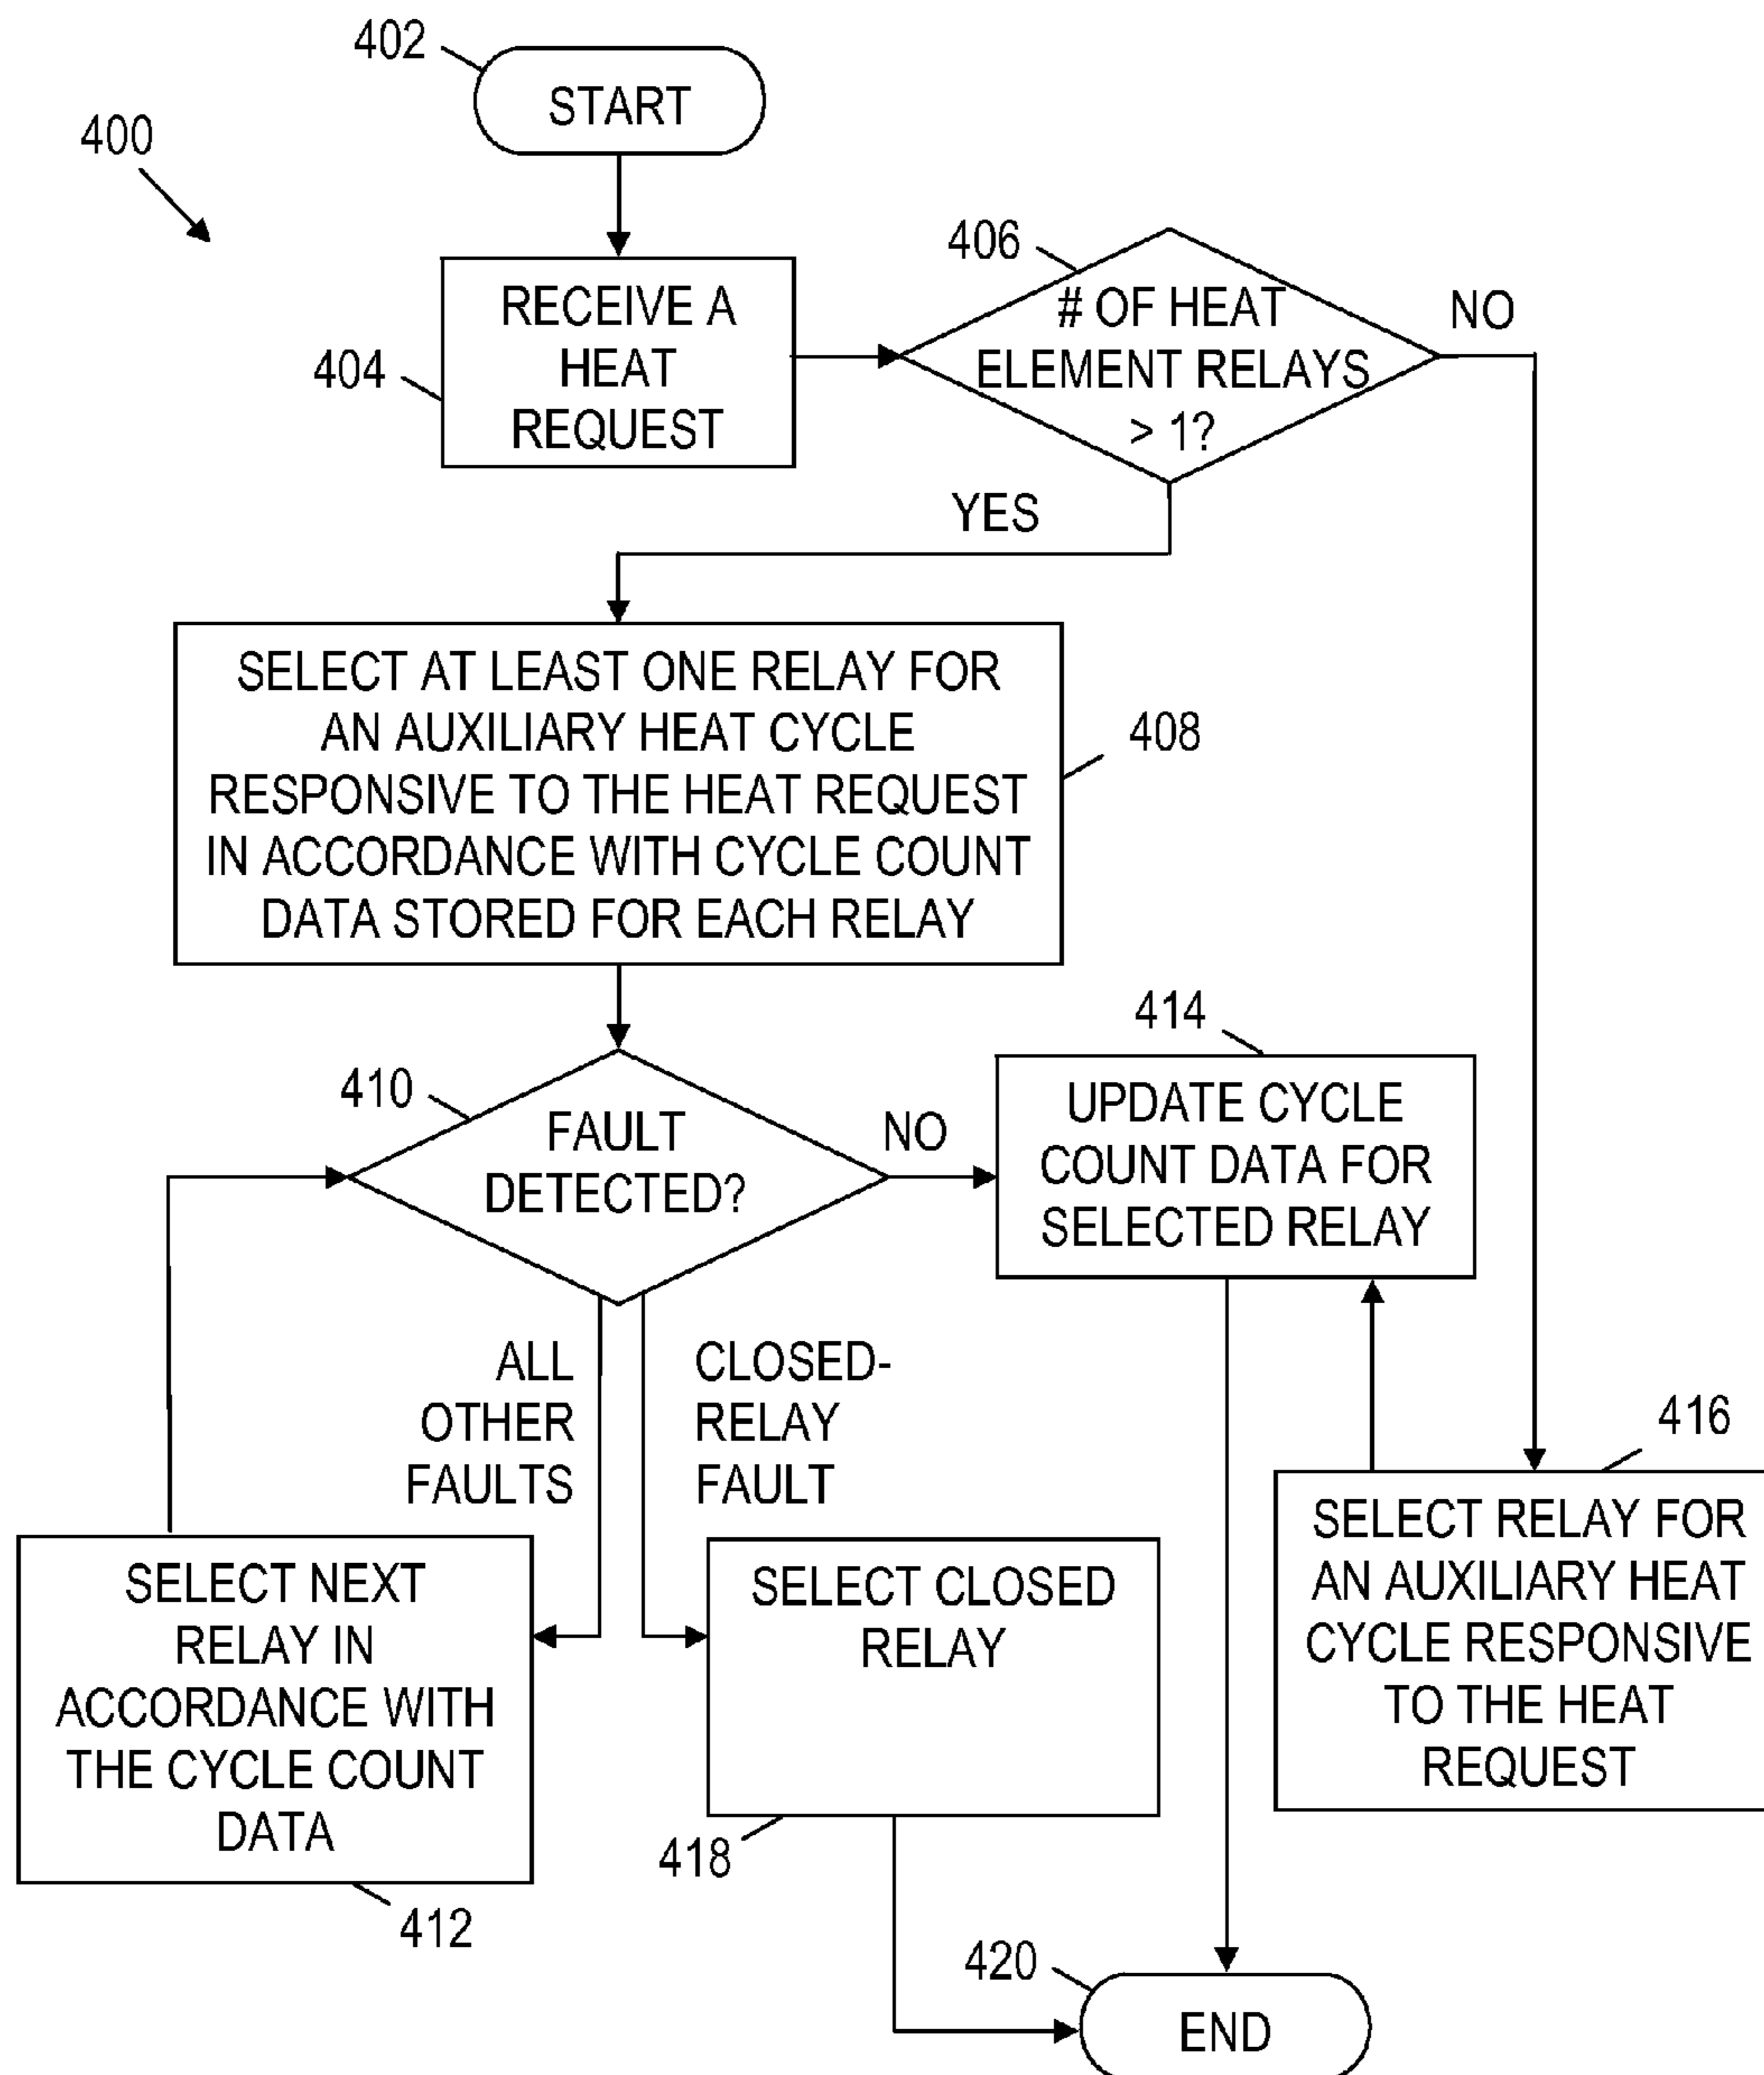 402
START
400
RECEIVE A
HEAT
REQUEST
404
406
# OF HEAT
ELEMENT RELAYS
> 1?
NO
YES
SELECT AT LEAST ONE RELAY FOR
AN AUXILIARY HEAT CYCLE
RESPONSIVE TO THE HEAT REQUEST
IN ACCORDANCE WITH CYCLE COUNT
DATA STORED FOR EACH RELAY
408
410
FAULT
DETECTED?
NO
414
UPDATE CYCLE
COUNT DATA FOR
SELECTED RELAY
ALL
OTHER
FAULTS
CLOSED-
RELAY
FAULT
416
SELECT RELAY FOR
AN AUXILIARY HEAT
CYCLE RESPONSIVE
TO THE HEAT
REQUEST
SELECT NEXT
RELAY IN
ACCORDANCE WITH
THE CYCLE COUNT
DATA
412
SELECT CLOSED
RELAY
418
420
END